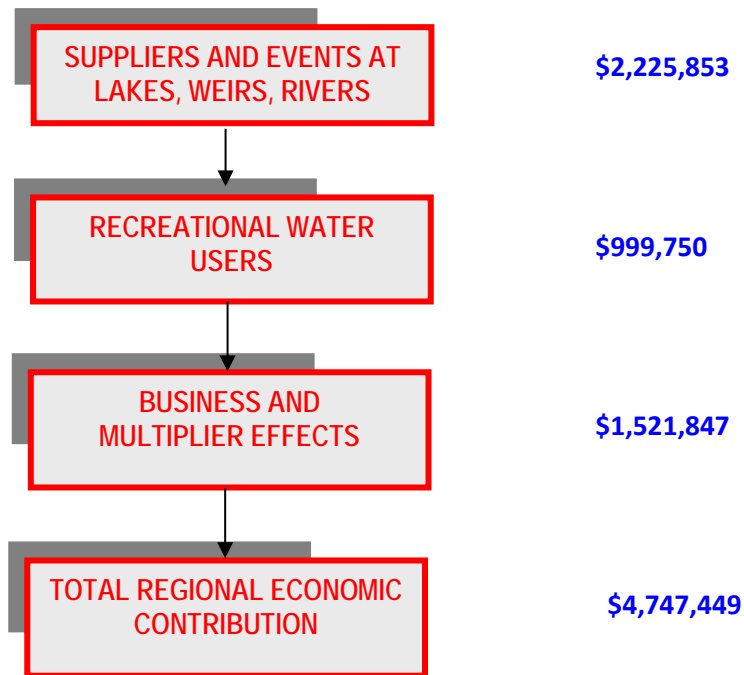 SUPPLIERS AND EVENTS AT
LAKES, WEIRS, RIVERS
$2,225,853
RECREATIONAL WATER
USERS
$999,750
BUSINESS AND
MULTIPLIER EFFECTS
$1,521,847
TOTAL REGIONAL ECONOMIC
CONTRIBUTION
$4,747,449